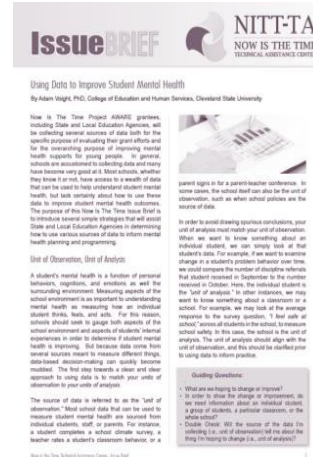 IssueBRIEF
NITT-TA
NOW IS THE TIME
TECHNICAL ASSISTANCE CENTE
Using Data to Improve Student Mental Health
By Adam Voight, PhD, College of Education and Human Services, Cleveland State University
Now Is The Time Project AWARE grantees,
including State and Local Education Agencies, will
be collecting several sources of data both for the
specific purpose of evaluating their grant efforts and
for the overarching purpose of improving mental
health supports for young people. In general,
schools are accustomed to collecting data and many
have become very good at it. Most schools, whether
they know it or not, have access to a wealth of data
that can be used to help understand student mental
health, but lack certainty about how to use these
data to improve student mental health outcomes.
The purpose of this Now Is The Time Issue Brief is
to introduce several simple strategies that will assist
State and Local Education Agencies in determining
how to use various sources of data to inform mental
health planning and programming.
Unit of Observation, Unit of Analysis
A student's mental health is a function of personal
behaviors, cognitions, and emotions as well the
surrounding environment. Measuring aspects of the
school environment is as important to understanding
mental health as measuring how an individual
student thinks, feels, and acts. For this reason,
schools should seek to gauge both aspects of the
school environment and aspects of students' internal
experiences in order to determine if student mental
health is improving. But because data come from
several sources meant to measure different things,
data-based decision-making can quickly become
muddled. The first step towards a clean and clear
approach to using data is to match your units of
observation to your units of analysis.
The source of data is referred to as the "unit of
observation." Most school data that can be used to
measure student mental health are sourced from
individual students, staff, or parents. For instance,
a student completes a school climate survey, a
teacher rates a student's classroom behavior, or a
parent signs in for a parent-teacher conference. In
some cases, the school itself can also be the unit of
observation, such as when school policies are the
source of data.
In order to avoid drawing spurious conclusions, your
unit of analysis must match your unit of observation.
When we want to know something about an
individual student, we can simply look at that
student's data. For example, if we want to examine
change in a student's problem behavior over time,
we could compare the number of discipline referrals
that student received in September to the number
received in October. Here, the individual student is
the "unit of analysis." In other instances, we may
want to know something about a classroom or a
school. For example, we may look at the average
response to the survey question, "I feel safe at
school," across all students in the school, to measure
school safety. In this case, the school is the unit of
analysis. The unit of analysis should align with the
unit of observation, and this should be clarified prior
to using data to inform practice.
Guiding Questions:
What are we hoping to change or improve?
In order to show the change or improvement, do
we need information about an individual student,
a group of students, a particular classroom, or the
whole school?
Double Check: Will the source of the data I'm
collecting (i.e., unit of observation) tell me about the
thing I'm hoping to change (i.e., unit of analysis)?